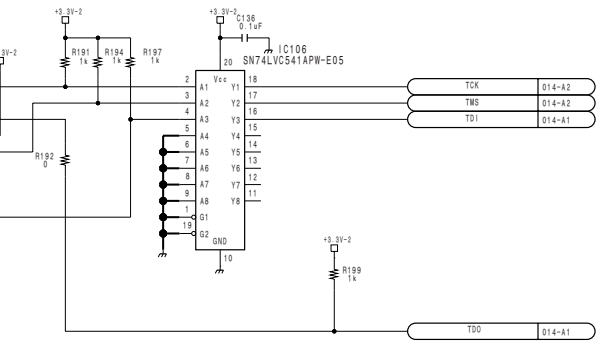 +3.3V-2
+3.3V-2
C136
0.1uF
3V-2
R191
1k
R194
1k
R197
1k
IC106
SN74LVC541APW-E05
20
Vcc
2 A1 Y1 18
3 A2 Y2 17
4 A3 Y3 16
5 A4 Y4 15
6 A5 Y5 14
7 A6 Y6 13
8 A7 Y7 12
9 A8 Y8 11
1 G1
19 G2
GND
10
TCK 014-A2
TMS 014-A2
TDI 014-A1
R192
0
+3.3V-2
R199
1k
TDO 014-A1